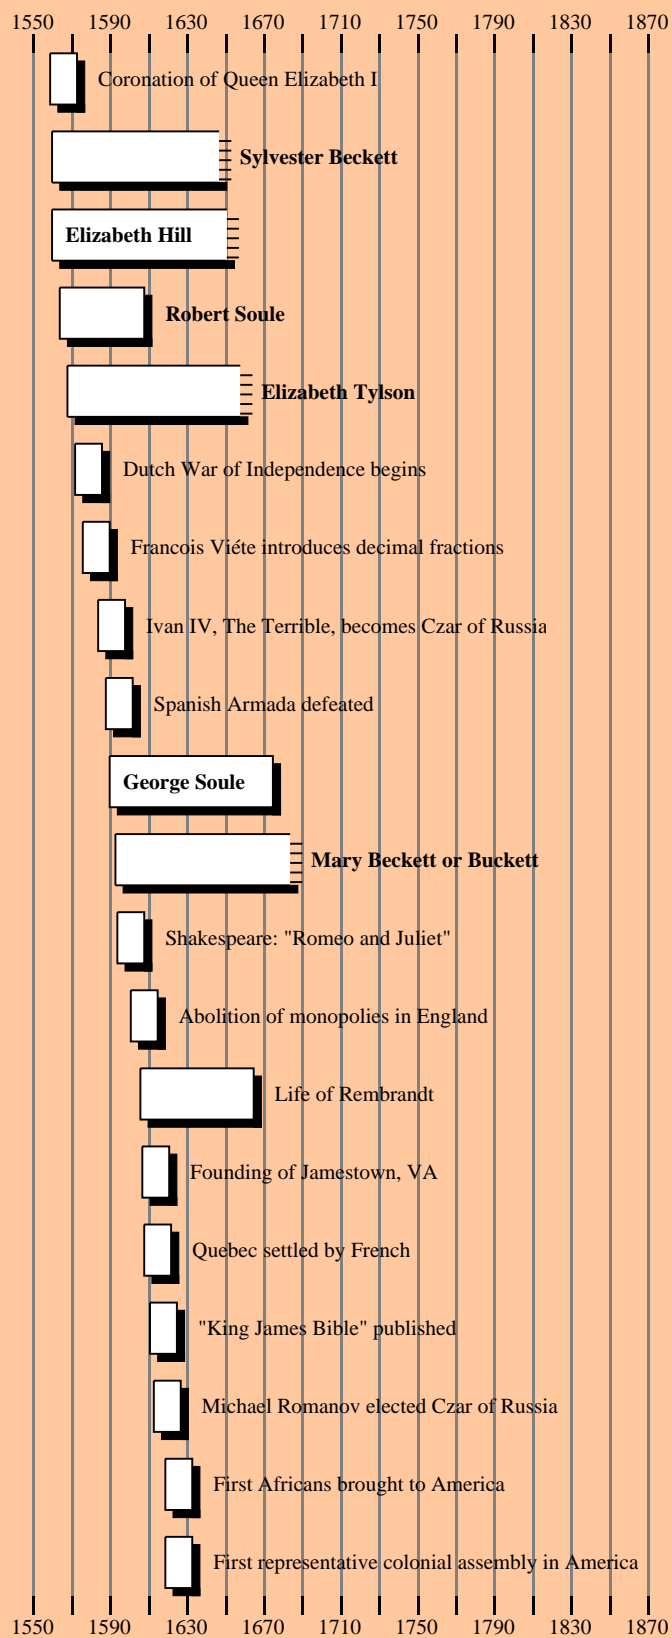 1550 1590 1630 1670 1710 1750 1790 1830 1870
Coronation of Queen Elizabeth I
Sylvester Beckett
Elizabeth Hill
Robert Soule
Elizabeth Tylson
Dutch War of Independence begins
Francois Viéte introduces decimal fractions
Ivan IV, The Terrible, becomes Czar of Russia
Spanish Armada defeated
George Soule
Mary Beckett or Buckett
Shakespeare: "Romeo and Juliet"
Abolition of monopolies in England
Life of Rembrandt
Founding of Jamestown, VA
Quebec settled by French
"King James Bible" published
Michael Romanov elected Czar of Russia
First Africans brought to America
First representative colonial assembly in America
1550 1590 1630 1670 1710 1750 1790 1830 1870